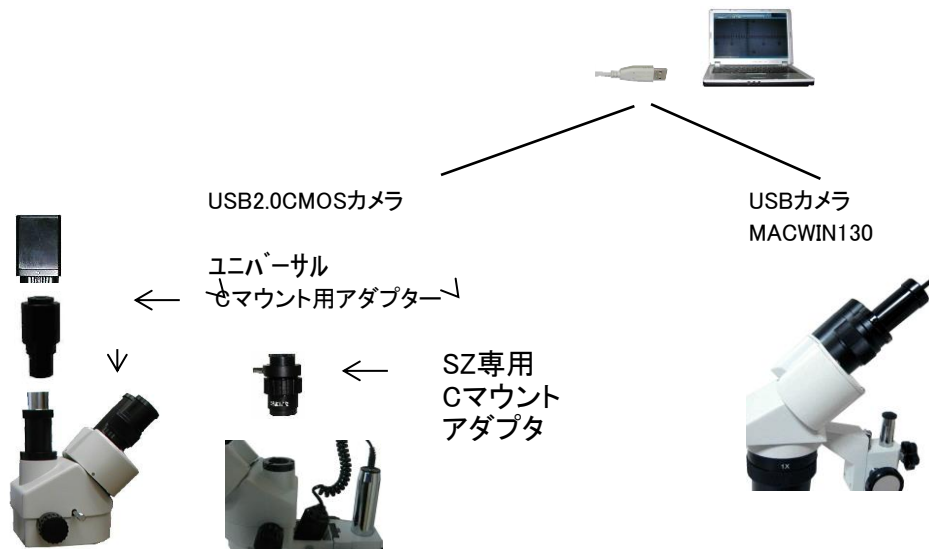 USB2.0CMOSカメラ
USBカメラ
MACWIN130
ユニバーサル
Cマウント用アダプター
SZ専用
Cマウント
アダプタ
1X